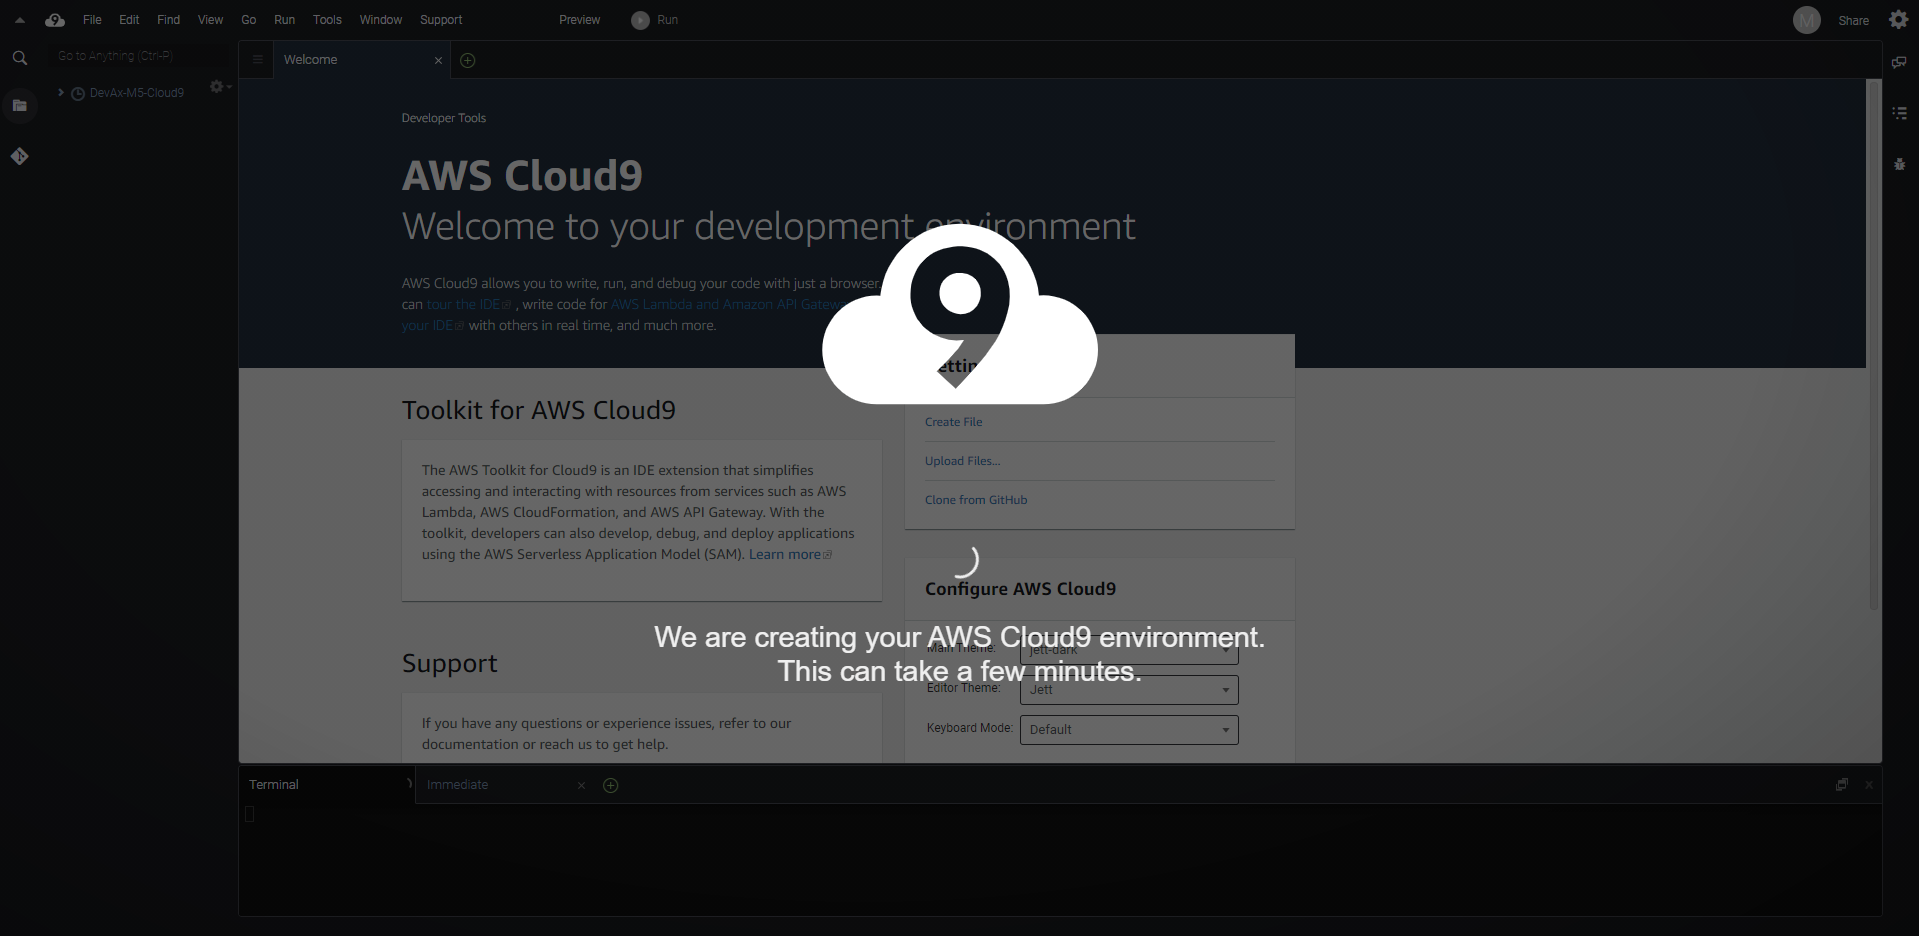 File Edit Find View Go Run Tools Window Support Preview Run M Share
Go to Anything (Ctrl-P)
DevAx-M5-Cloud9
Welcome
Developer Tools
AWS Cloud9
Welcome to your development environment
AWS Cloud9 allows you to write, run, and debug your code with just a browser.
can tour the IDE , write code for AWS Lambda and Amazon API
your IDE with others in real time, and much more.
Toolkit for AWS Cloud9
The AWS Toolkit for Cloud9 is an IDE extension that simplifies
accessing and interacting with resources from services such as AWS
Lambda, AWS CloudFormation, and AWS API Gateway. With the
toolkit, developers can also develop, debug, and deploy applications
using the AWS Serverless Application Model (SAM). Learn more
Support
If you have any questions or experience issues, refer to our
documentation or reach us to get help.
Create File
Upload Files...
Clone from GitHub
Configure AWS Cloud9
We are creating your AWS Cloud9 environment.
Main Theme: jett-dark
This can take a few minutes.
Editor Theme: Jett
Keyboard Mode: Default
Terminal Immediate